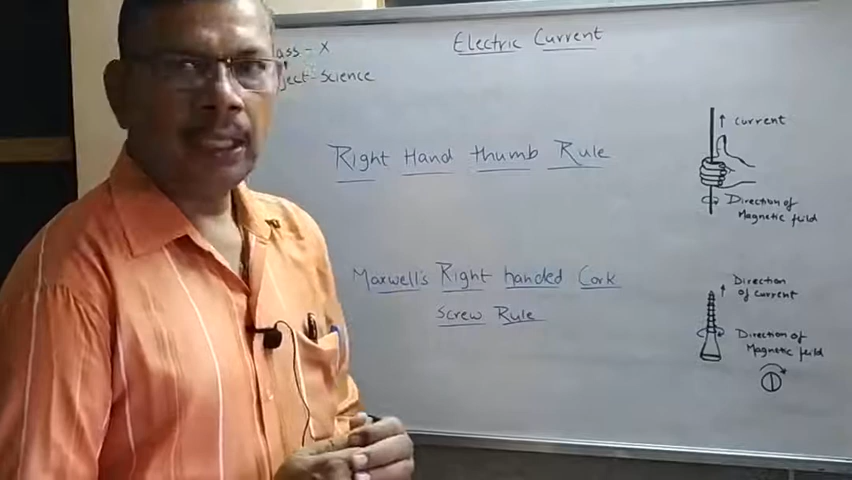 Electric Current
ass - X
ject - Science
Right Hand thumb Rule
current
Direction of
Magnetic field
Maxwell's Right handed Cork
Screw Rule
Direction
of current
Direction of
Magnetic feild